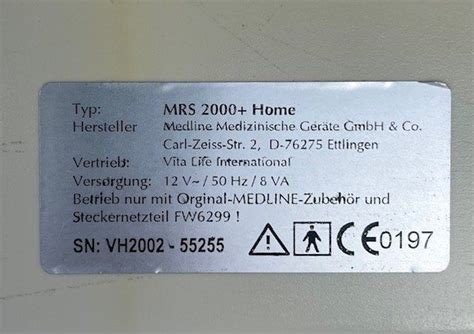 Typ: MRS 2000+ Home
Hersteller Medline Medizinische Geräte GmbH & Co.
Carl-Zeiss-Str. 2, D-76275 Ettlingen
Vertrieb: Vita Life International
Versorgung: 12 V~ / 50 Hz / 8 VA
Betrieb nur mit Orginal-MEDLINE-Zubehör und
Steckernetzteil FW6299 !
SN: VH2002 - 55255 CE0197